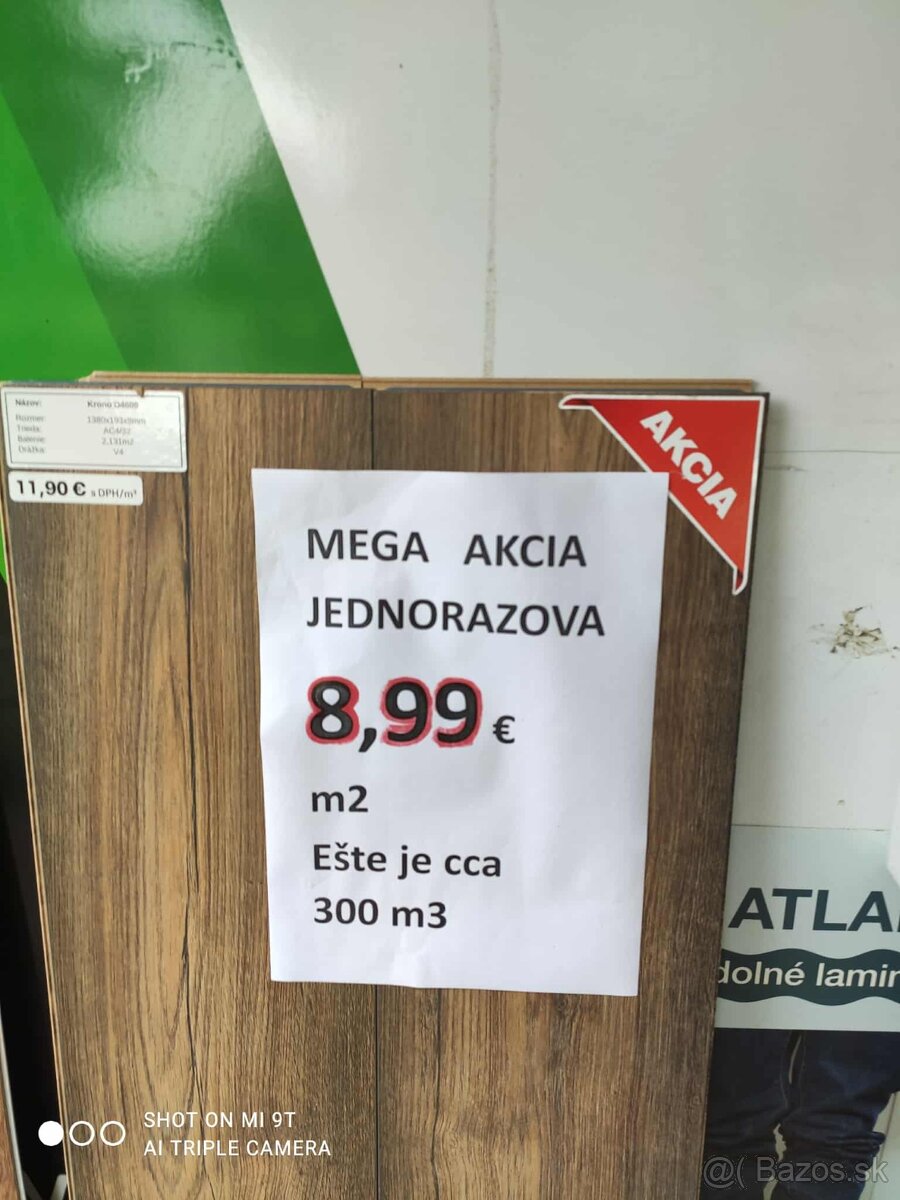 Názov: Krono D4609
Rozmer: 1380x193x8mm
Trieda: AC4/32
Balenie: 2,131m2
Drážka: V4
11,90 € s DPH/m²
AKCIA
MEGA AKCIA
JEDNORAZOVA
8,99 €
m2
Ešte je cca
300 m3
ATLA
dolné lamin
SHOT ON MI 9T
AI TRIPLE CAMERA
@( Bazos.sk